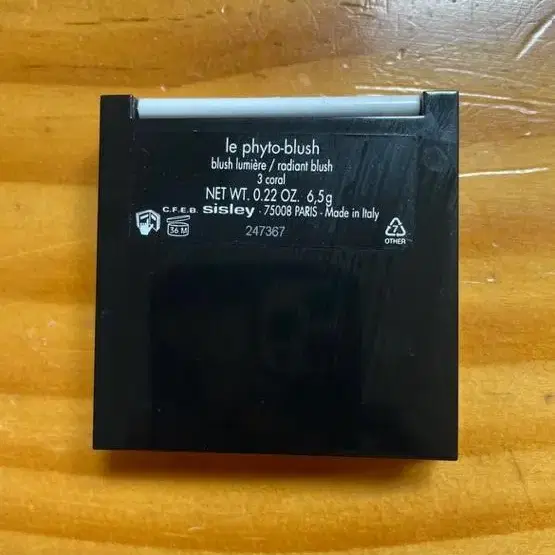 le phyto-blush
blush lumière / radiant blush
3 coral
NET WT. 0.22 OZ. 6,5g
C.F.E.B. sisley - 75008 PARIS - Made in Italy
36 M
247367
7
OTHER